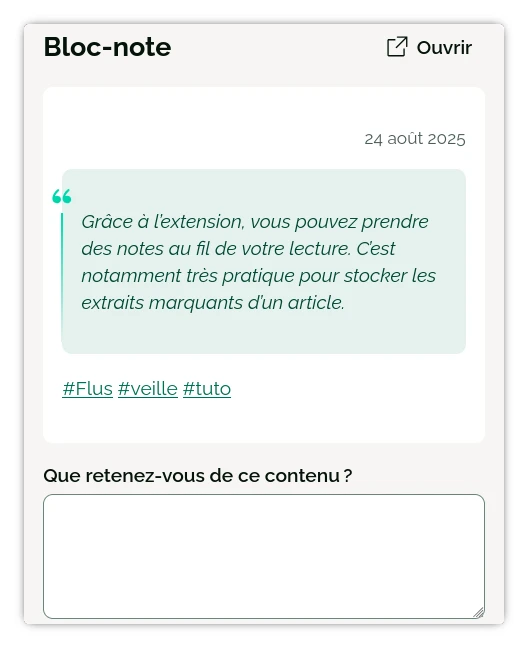 Bloc-note
Ouvrir
24 août 2025
“
Grâce à l'extension, vous pouvez prendre
des notes au fil de votre lecture. C'est
notamment très pratique pour stocker les
extraits marquants d'un article.
#Flus #veille #tuto
Que retenez-vous de ce contenu ?